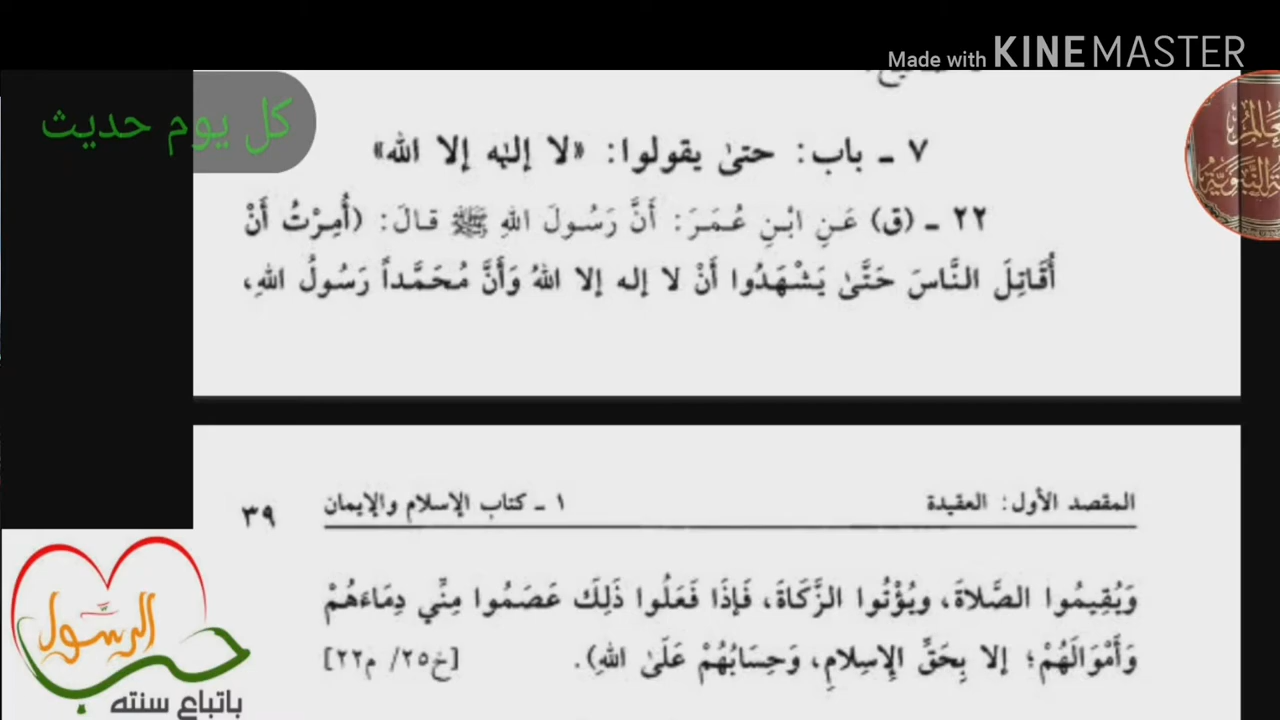 Made with KINEMASTER
كل يوم حديث
٧ ـ باب: حتىٰ يقولوا: «لا إلٰه إلا الله»
٢٢ ـ (ق) عَنِ ابْنِ عُمَرَ: أَنَّ رَسُولَ اللهِ ﷺ قالَ: (أُمِرْتُ أَنْ
أُقَاتِلَ النَّاسَ حَتَّىٰ يَشْهَدُوا أَنْ لا إله إلا اللهُ وَأَنَّ مُحَمَّداً رَسُولُ اللهِ،
المقصد الأول: العقيدة
١ ـ كتاب الإسلام والإيمان
٣٩
وَيُقِيمُوا الصَّلاةَ، ويُؤْتُوا الزَّكَاةَ، فَإِذَا فَعَلُوا ذَلِكَ عَصَمُوا مِنِّي دِمَاءَهُمْ
وَأَمْوَالَهُمْ؛ إلا بِحَقِّ الإِسلامِ، وَحِسَابُهُمْ عَلَىٰ اللهِ). [خ٢٥/ م٢٢]
الرسول
باتباع سنته